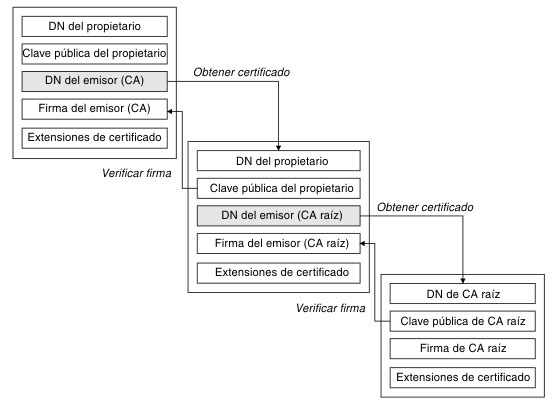 DN del propietario
Clave pública del propietario
DN del emisor (CA)
Obtener certificado
Firma del emisor (CA)
Extensiones de certificado
Verificar firma
DN del propietario
Clave pública del propietario
DN del emisor (CA raíz)
Obtener certificado
Firma del emisor (CA raíz)
Extensiones de certificado
Verificar firma
DN de CA raíz
Clave pública de CA raíz
Firma de CA raíz
Extensiones de certificado